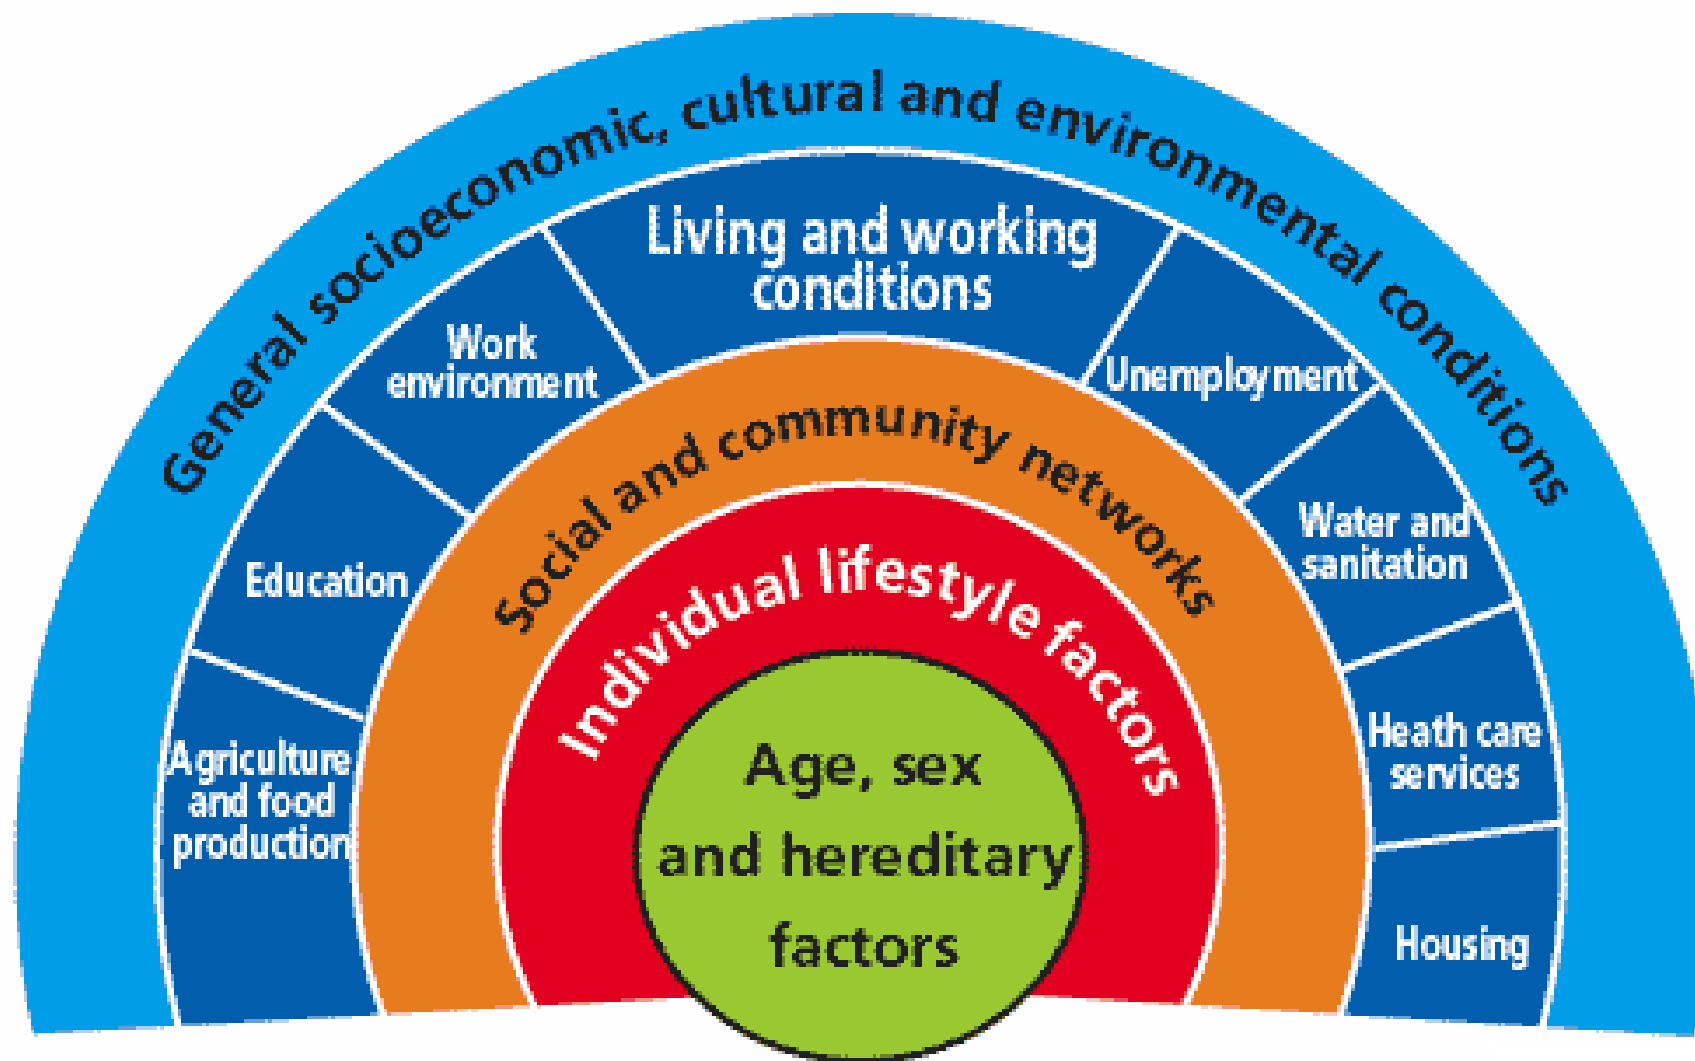 General socioeconomic, cultural and environmental conditions
Living and working
conditions
Work
environment
Unemployment
Education
Water and
sanitation
Agriculture
and food
production
Heath care
services
Housing
Social and community networks
Individual lifestyle factors
Age, sex
and hereditary
factors